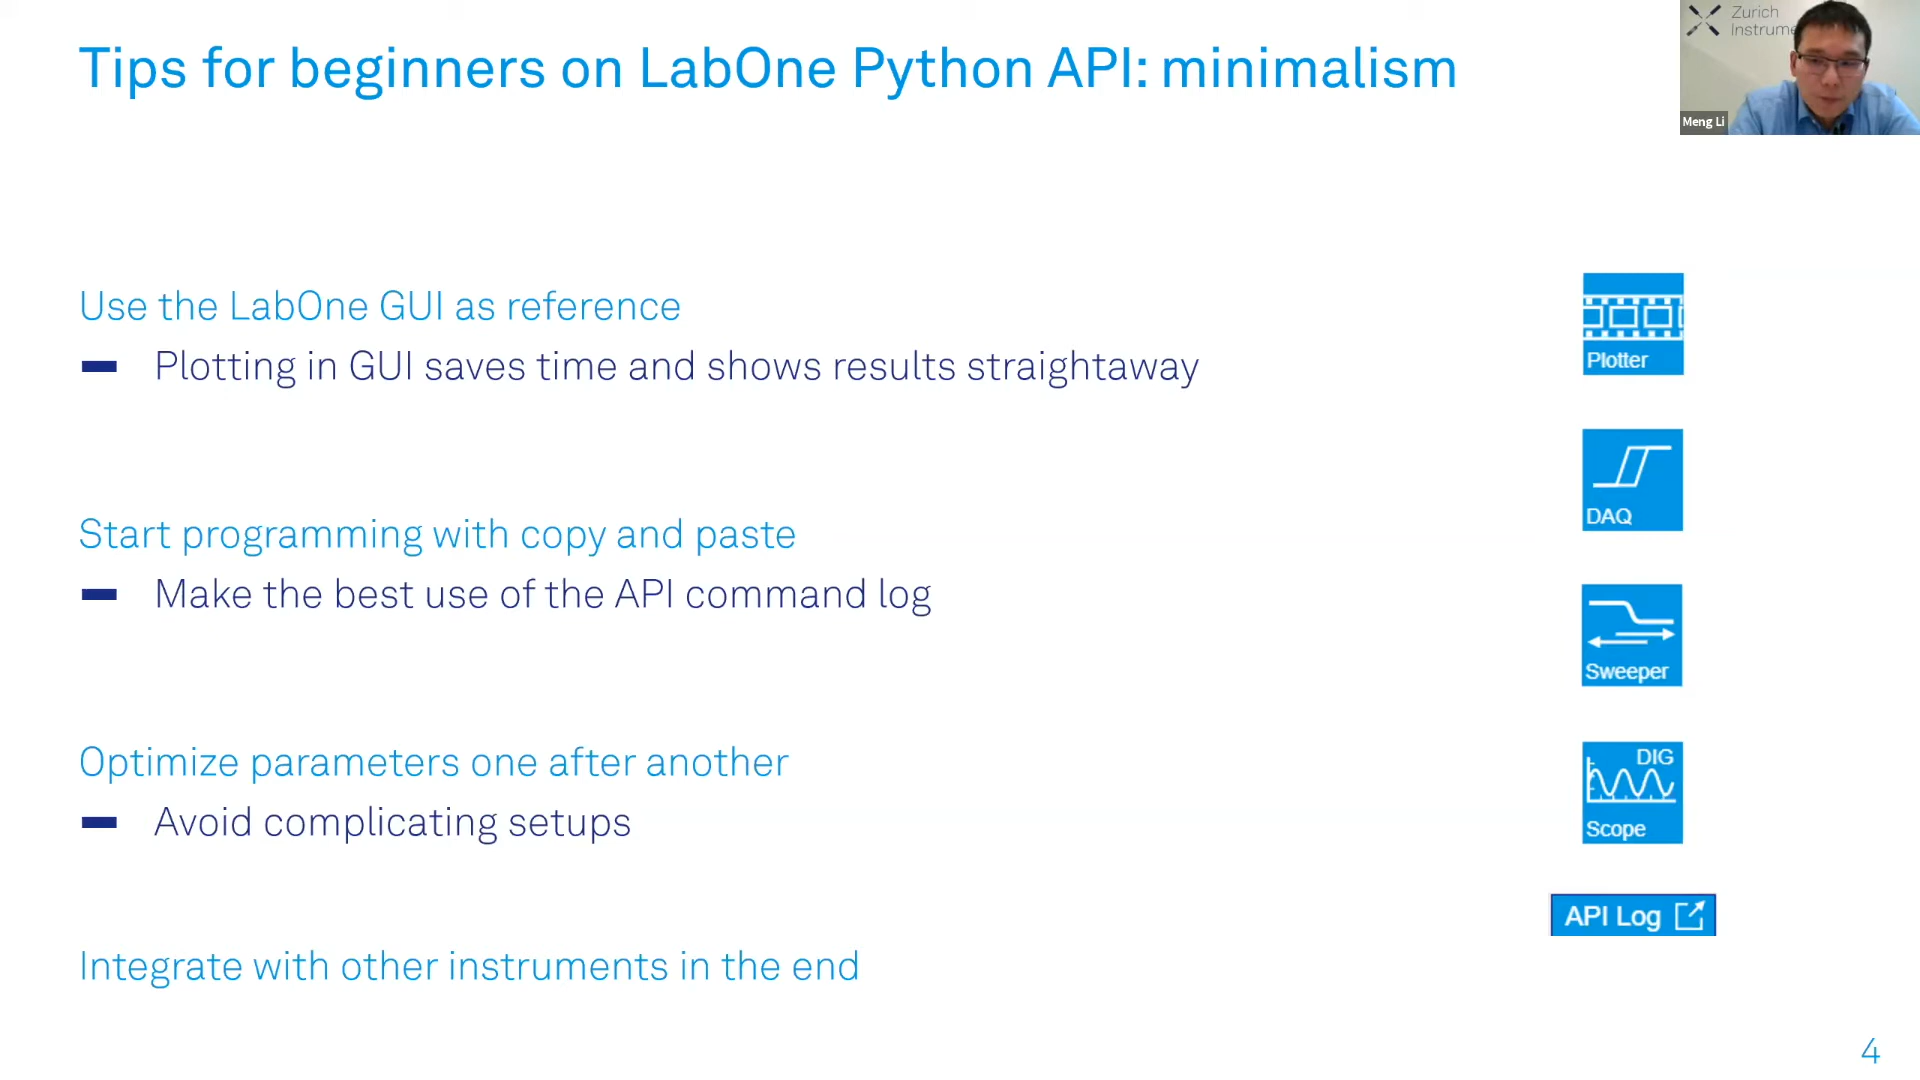 Tips for beginners on LabOne Python API: minimalism
Zurich
Instrume
Meng Li
Use the LabOne GUI as reference
Plotting in GUI saves time and shows results straightaway
Plotter
DAQ
Start programming with copy and paste
Make the best use of the API command log
Sweeper
Optimize parameters one after another
Avoid complicating setups
DIG
Scope
API Log
Integrate with other instruments in the end
4